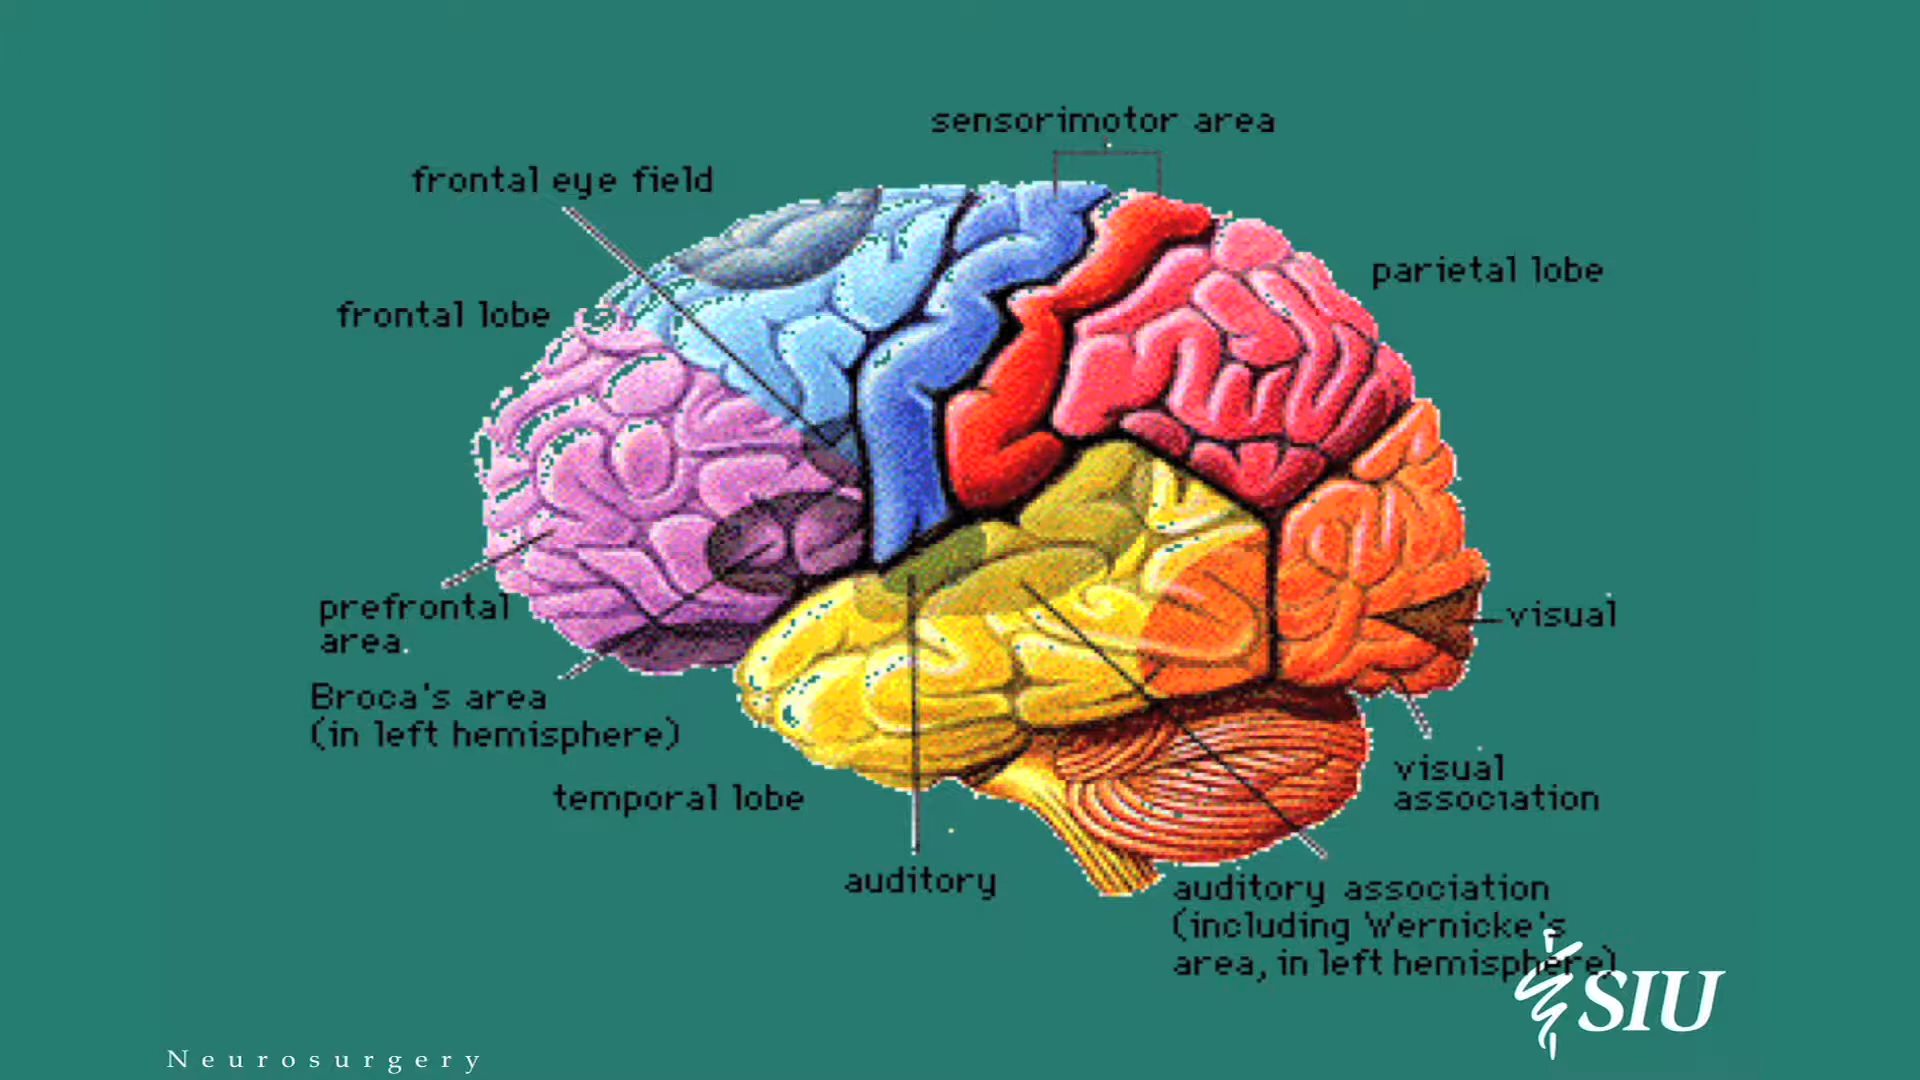 sensorimotor area
frontal eye field
parietal lobe
frontal lobe
prefrontal
area.
visual
Broca's area
(in left hemisphere)
visual
association
temporal lobe
auditory
auditory association
(including Wernicke's
area, in left hemisphere)
SIU
Neurosurgery